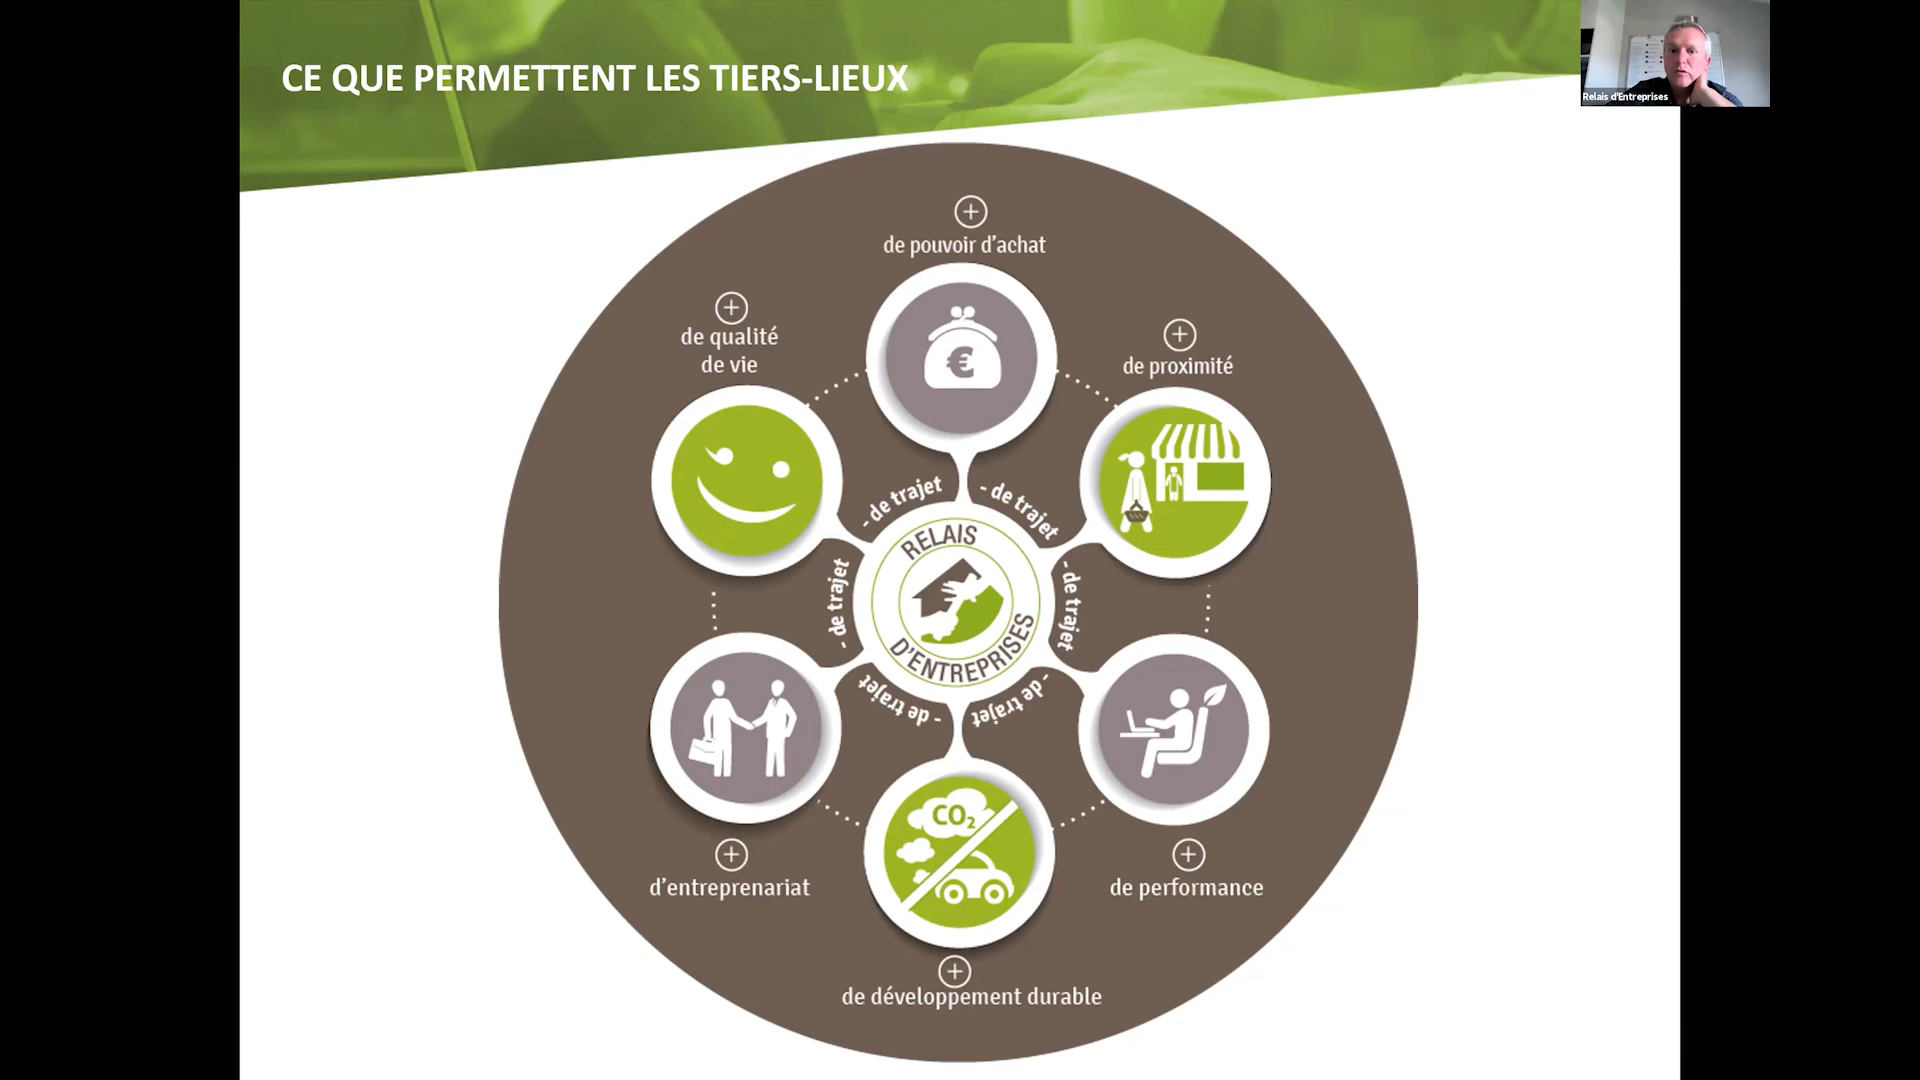 CE QUE PERMETTENT LES TIERS-LIEUX
Relais d'Entreprises
+
de pouvoir d'achat
+
de qualité
de vie
+
de proximité
€
- de trajet
- de trajet
- de trajet
- de trajet
- de trajet
- de trajet
RELAIS
D'ENTREPRISES
CO₂
+
d'entreprenariat
+
de performance
+
de développement durable